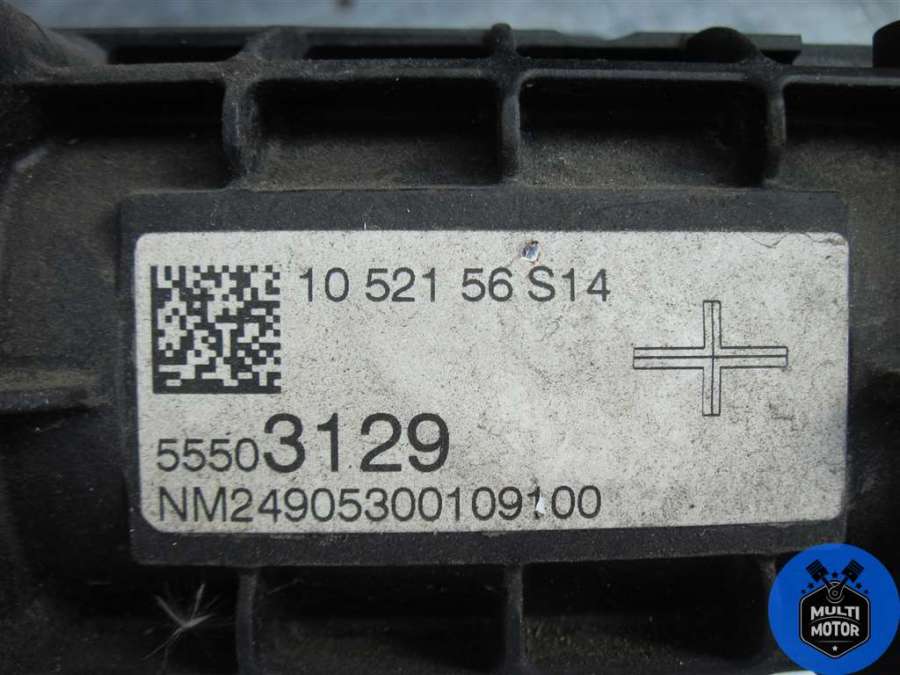 10 521 56 S14
55503129
NM24905300109100
MULTI
MOTOR